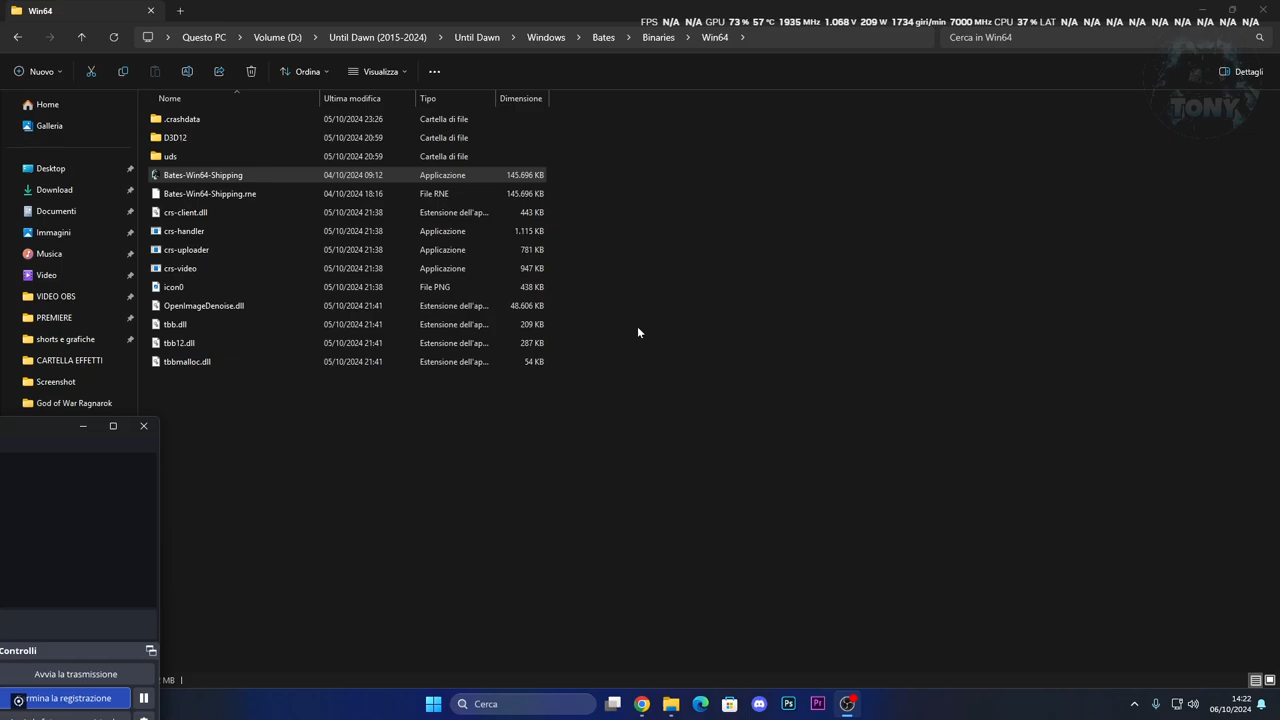 Win64
FPS N/A N/A GPU 73 % 57 °C 1935 MHz 1.068 V 209 W 1734 giri/min 7000 MHz CPU 37 % LAT N/A N/A N/A N/A N/A N/A N/A
Questo PC > Volume (D:) > Until Dawn (2015-2024) > Until Dawn > Windows > Bates > Binaries > Win64 >
Cerca in Win64
Nuovo
Ordina
Visualizza
Dettagli
TONY
Nome Ultima modifica Tipo Dimensione
Home
Galleria
Desktop
Download
Documenti
Immagini
Musica
Video
VIDEO OBS
PREMIERE
shorts e grafiche
CARTELLA EFFETTI
Screenshot
God of War Ragnarok
.crashdata 05/10/2024 23:26 Cartella di file
D3D12 05/10/2024 20:59 Cartella di file
uds 05/10/2024 20:59 Cartella di file
Bates-Win64-Shipping 04/10/2024 09:12 Applicazione 145.696 KB
Bates-Win64-Shipping.rne 04/10/2024 18:16 File RNE 145.696 KB
crs-client.dll 05/10/2024 21:38 Estensione dell'ap... 443 KB
crs-handler 05/10/2024 21:38 Applicazione 1.115 KB
crs-uploader 05/10/2024 21:38 Applicazione 781 KB
crs-video 05/10/2024 21:38 Applicazione 947 KB
icon0 05/10/2024 21:38 File PNG 438 KB
OpenImageDenoise.dll 05/10/2024 21:41 Estensione dell'ap... 48.606 KB
tbb.dll 05/10/2024 21:41 Estensione dell'ap... 209 KB
tbb12.dll 05/10/2024 21:41 Estensione dell'ap... 287 KB
tbbmalloc.dll 05/10/2024 21:41 Estensione dell'ap... 54 KB
Controlli
Avvia la trasmissione
rmina la registrazione
MB
Cerca
Ps
Pr
14:22
06/10/2024